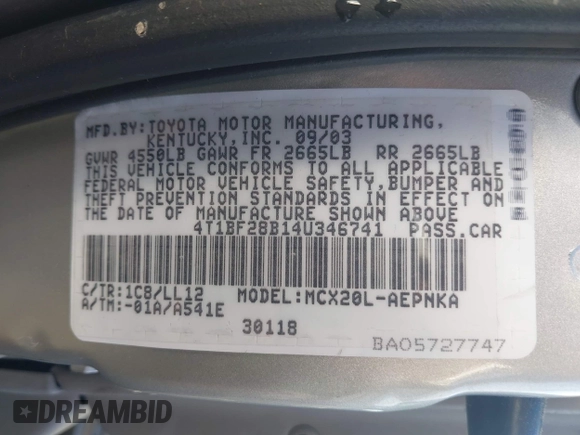 MFD.BY:TOYOTA MOTOR MANUFACTURING,
KENTUCKY,INC. 09/03
GVWR 4550LB GAWR FR 2665LB RR 2665LB
THIS VEHICLE CONFORMS TO ALL APPLICABLE
FEDERAL MOTOR VEHICLE SAFETY,BUMPER AND
THEFT PREVENTION STANDARDS IN EFFECT ON
THE DATE OF MANUFACTURE SHOWN ABOVE
4T1BF28B14U346741 PASS.CAR
C/TR:1C8/LL12 MODEL:MCX20L-AEPNKA
A/TM:-01A/A541E
30118
BA05727747
DREAMBID